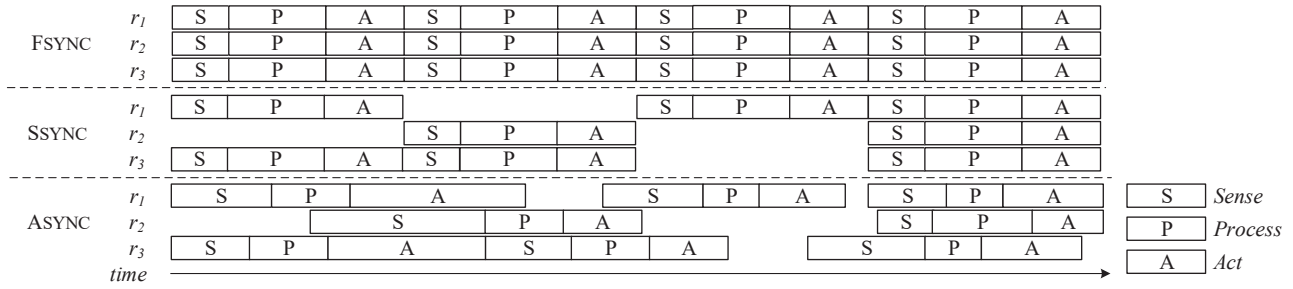 r1 S P A S P A S P A S P A
FSYNC r2 S P A S P A S P A S P A
r3 S P A S P A S P A S P A
r1 S P A S P A S P A
SSYNC r2 S P A S P A
r3 S P A S P A S P A
r1 S P A S P A S P A S Sense
ASYNC r2 S P A S P A P Process
r3 S P A S P A S P A A Act
time